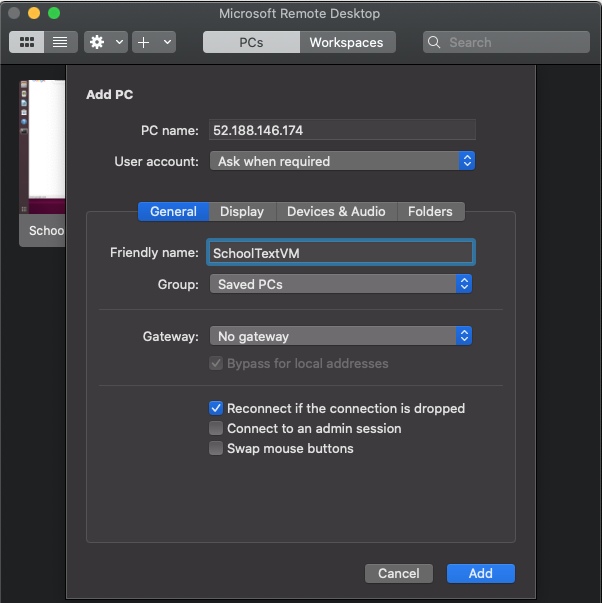 Microsoft Remote Desktop
PCs Workspaces Search
Add PC
PC name: 52.188.146.174
User account: Ask when required
General Display Devices & Audio Folders
Schoo
Friendly name: SchoolTextVM
Group: Saved PCs
Gateway: No gateway
Bypass for local addresses
Reconnect if the connection is dropped
Connect to an admin session
Swap mouse buttons
Cancel Add